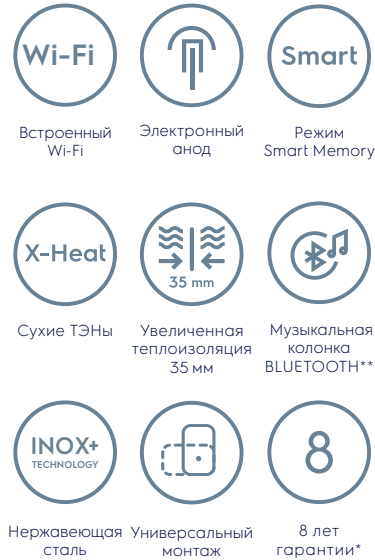 Wi-Fi
Smart
Встроенный
Wi-Fi
Электронный
анод
Режим
Smart Memory
X-Heat
35 mm
Сухие ТЭНы
Увеличенная
теплоизоляция
35 мм
Музыкальная
колонка
BLUETOOTH**
INOX+
TECHNOLOGY
8
Нержавеющая
сталь
Универсальный
монтаж
8 лет
гарантии*